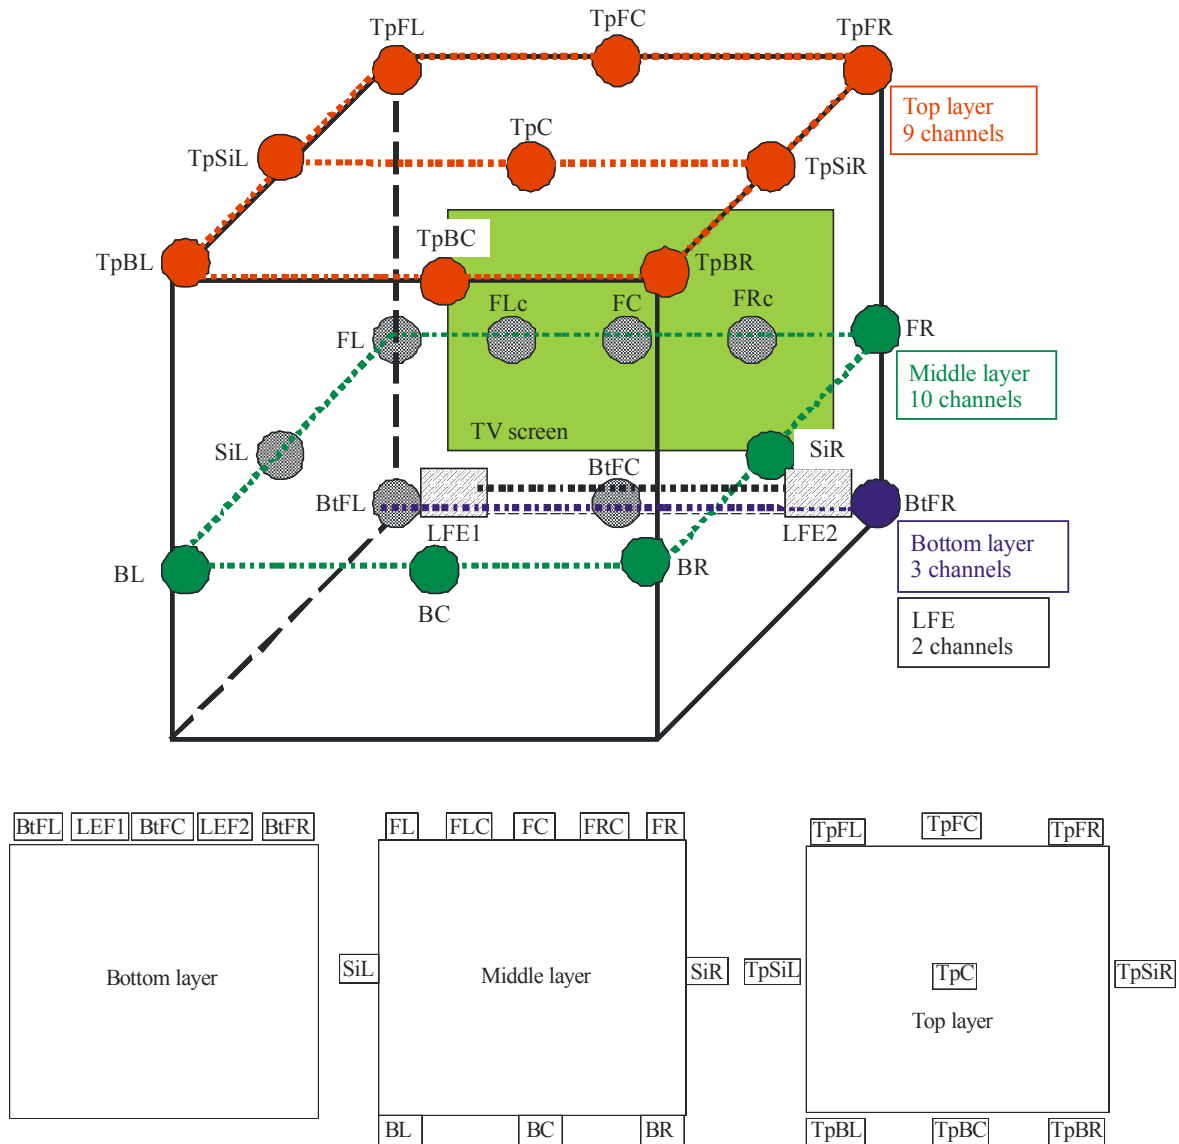 TpFL
TpFC
TpFR
Top layer
9 channels
TpSiL
TpC
TpSiR
TpBL
TpBC
TpBR
FL
FLc
FC
FRc
FR
Middle layer
10 channels
TV screen
SiL
SiR
BtFL
BtFC
BtFR
LFE1
LFE2
Bottom layer
3 channels
BL
BC
BR
LFE
2 channels
BtFL LEF1 BtFC LEF2 BtFR
Bottom layer
FL FLC FC FRC FR
SiL
Middle layer
SiR
BL BC BR
TpFL TpFC TpFR
TpSiL
TpC
TpSiR
Top layer
TpBL TpBC TpBR